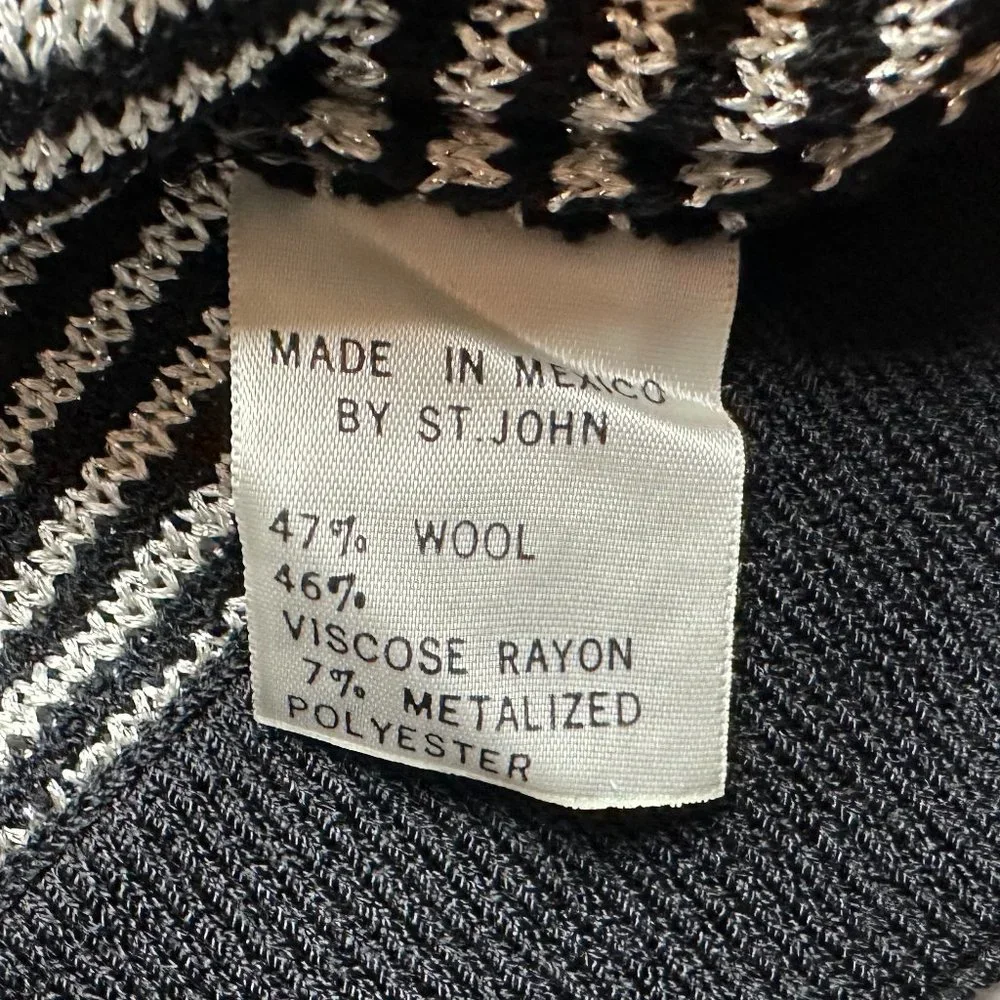 MADE IN MEXICO
BY ST.JOHN
47% WOOL
46%
VISCOSE RAYON
7% METALIZED
POLYESTER